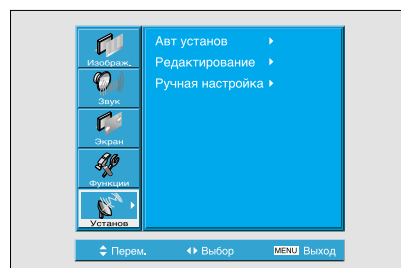 Изображ.
Звук
Экран
Функции
Установ
Авт установ
Редактирование
Ручная настройка
Перем. Выбор MENU Выход